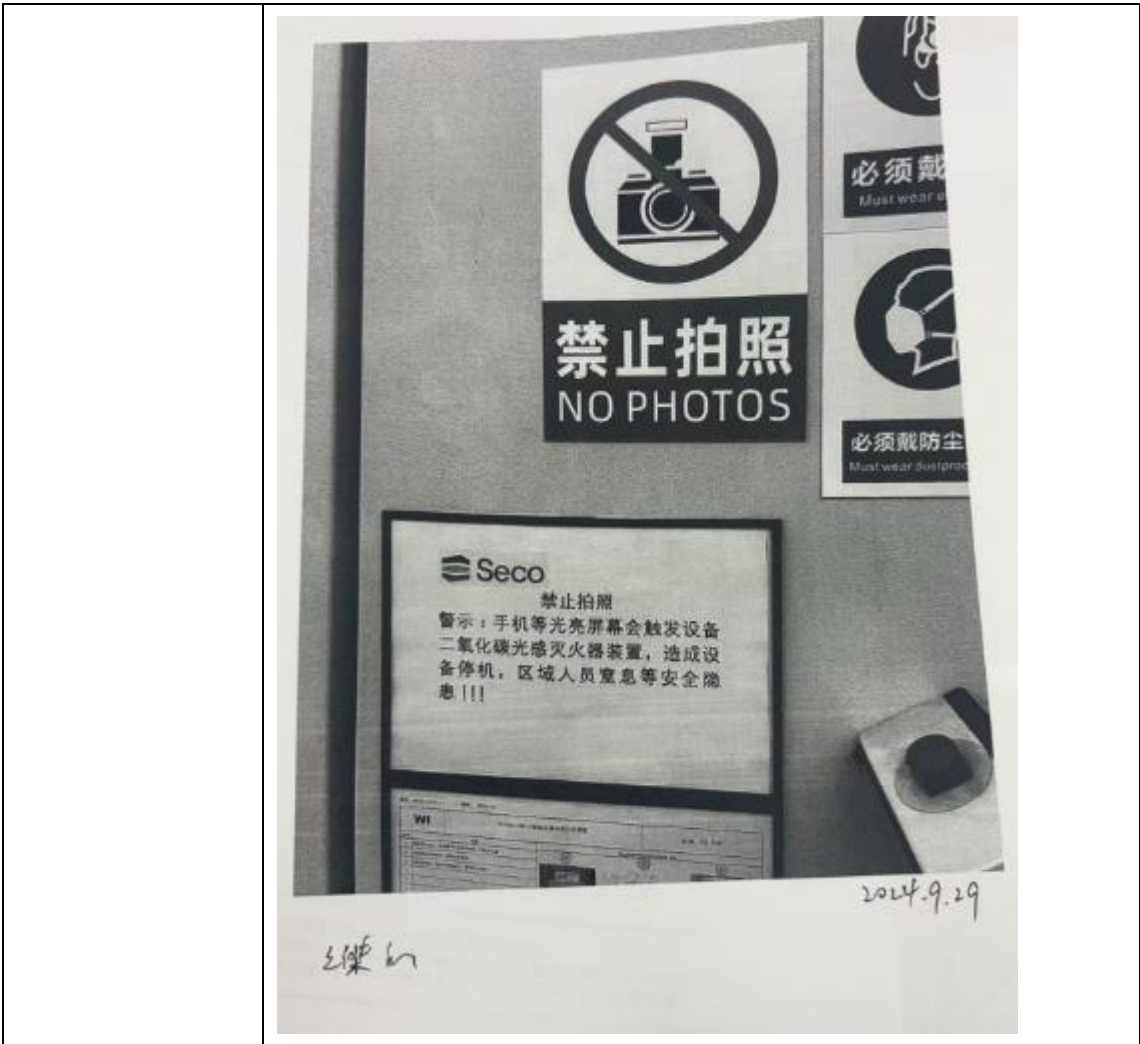 禁止拍照
NO PHOTOS
必须戴
Must wear
必须戴防尘
Must wear dustproo
Seco
禁止拍照
警示：手机等光亮屏幕会触发设备
二氧化碳光感灭火器装置，造成设
备停机，区域人员窒息等安全隐
患!!!
WI
2024.9.29